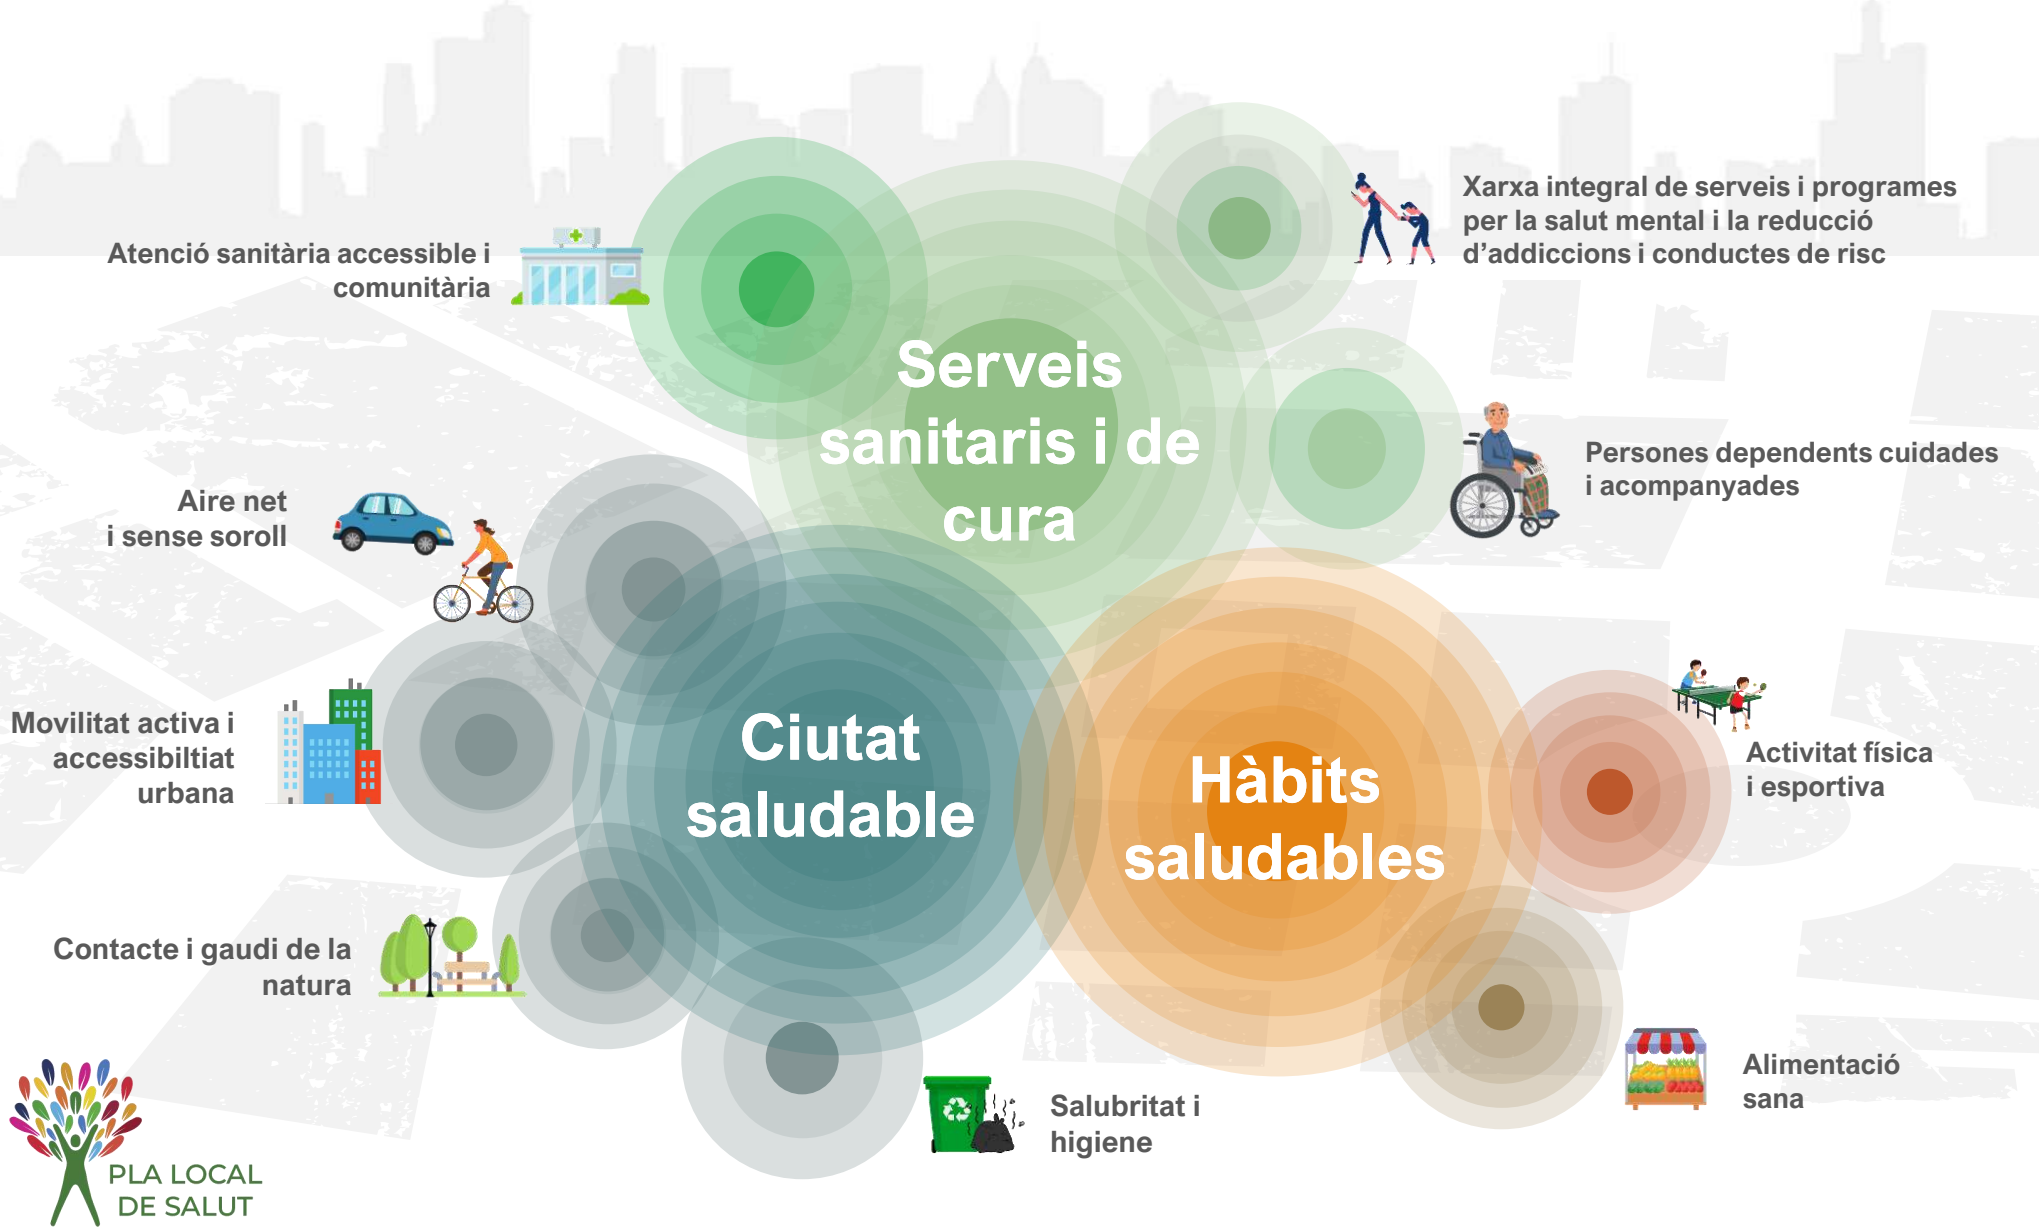 Xarxa integral de serveis i programes
per la salut mental i la reducció
d'addiccions i conductes de risc
Atenció sanitària accessible i
comunitària
Serveis
sanitaris i de
cura
Persones dependents cuidades
i acompanyades
Aire net
i sense soroll
Movilitat activa i
accessibiltiat
urbana
Ciutat
saludable
Hàbits
saludables
Activitat física
i esportiva
Contacte i gaudi de la
natura
Salubritat i
higiene
Alimentació
sana
PLA LOCAL
DE SALUT